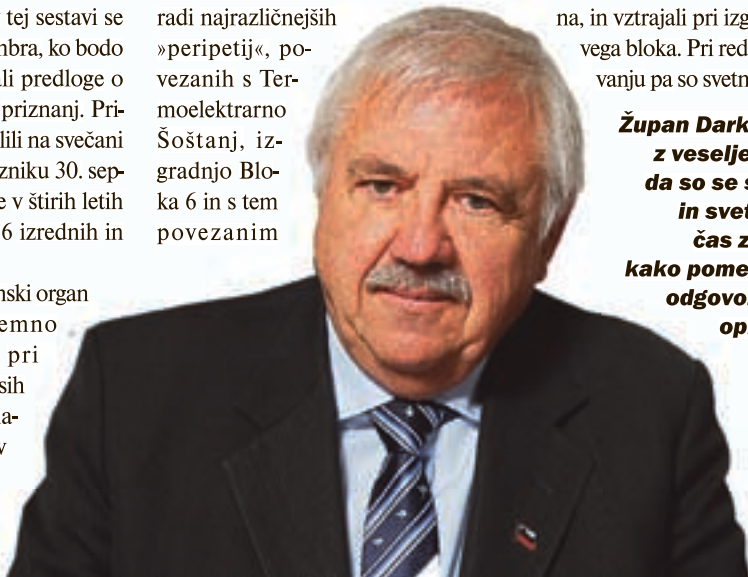 tej sestavi se
mbra, ko bodo
ali predloge o
priznanj. Pri-
lili na svečani
zniku 30. sep-
e v štirih letih
6 izrednih in
nski organ
emno
pri
sih
na-
v
radi najrazličnejših
»peripetij«, po-
vezanih s Ter-
moelektrarno
Šoštanj, iz-
gradnjo Blo-
ka 6 in s tem
povezanim
na, in vztrajali pri izg
vega bloka. Pri red
vanju pa so svetn
Župan Dark
z veselje
da so se s
in svet
čas z
kako pome
odgovo
op